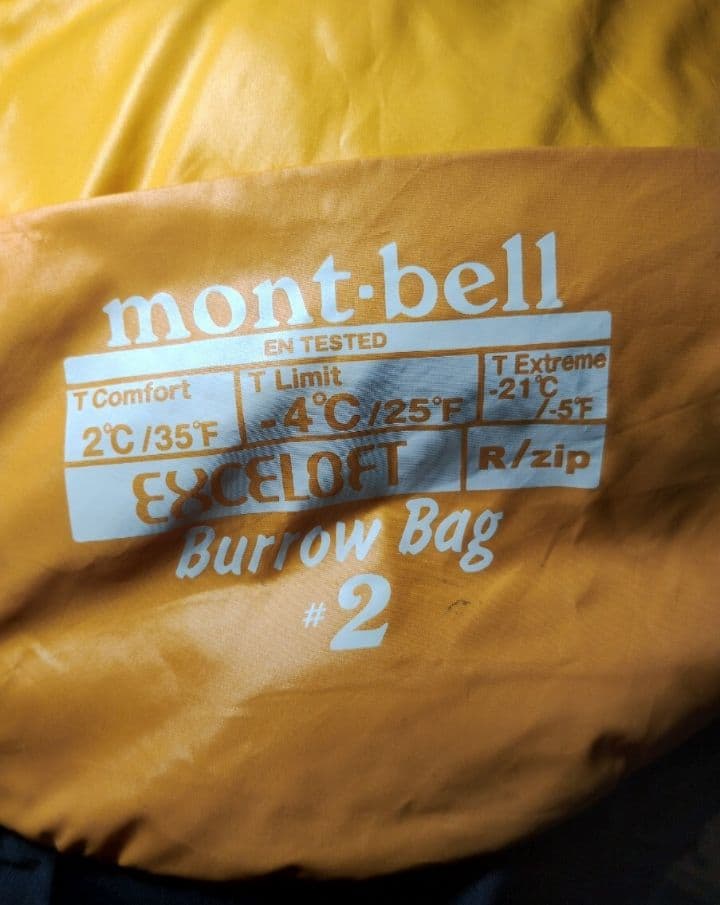 mont-bell
EN TESTED
T Comfort
2℃/35℉
T Limit
-4℃/25℉
T Extreme
-21℃
/-5℉
EXCELOFT
R/zip
Burrow Bag
#2